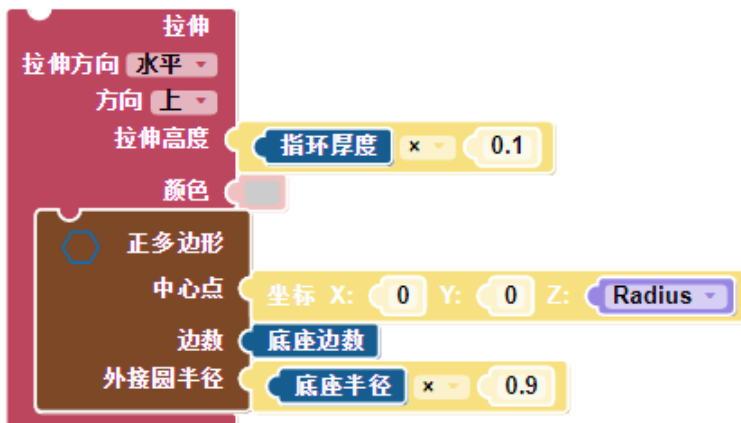 拉伸
拉伸方向 水平
方向 上
拉伸高度 指环厚度 × 0.1
颜色
正多边形
中心点 坐标 X: 0 Y: 0 Z: Radius
边数 底座边数
外接圆半径 底座半径 × 0.9